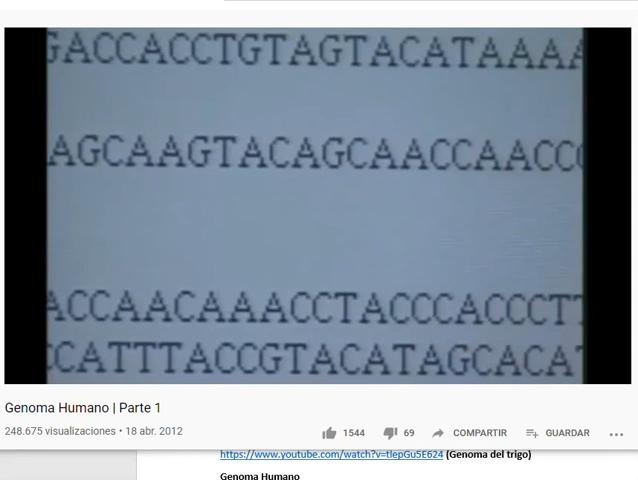 GACCACCTGTAGTACATAAAA
AGCAAGTACAGCAACCAACC
ACCAACAAACCTACCCACCCTT
CCATTTACCGTACATAGCACAT
Genoma Humano | Parte 1
248.675 visualizaciones • 18 abr. 2012
1544 69 COMPARTIR GUARDAR ...
https://www.youtube.com/watch?v=tlepGu5E624 (Genoma del trigo)
Genoma Humano